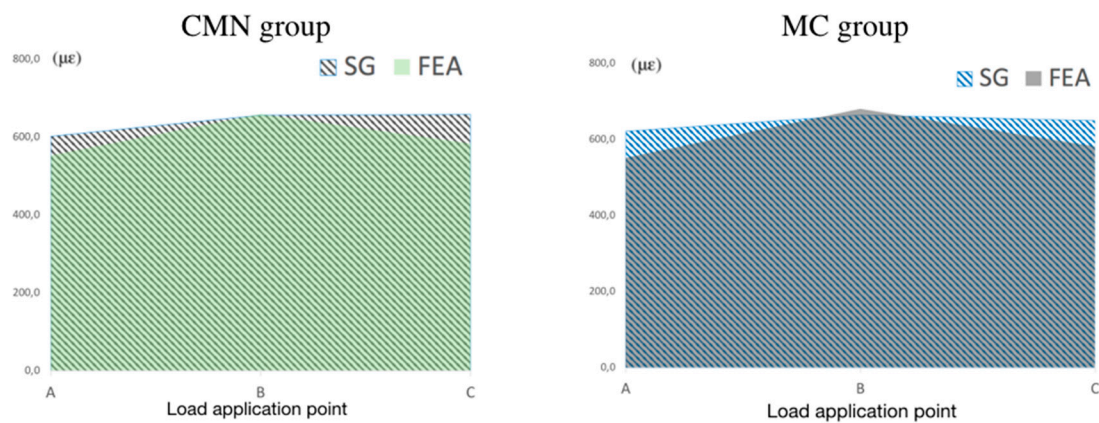 CMN group
800,0 (με)
SG FEA
600,0
400,0
200,0
0,0
A B C
Load application point
MC group
800,0 (με)
SG FEA
600,0
400,0
200,0
0,0
A B C
Load application point